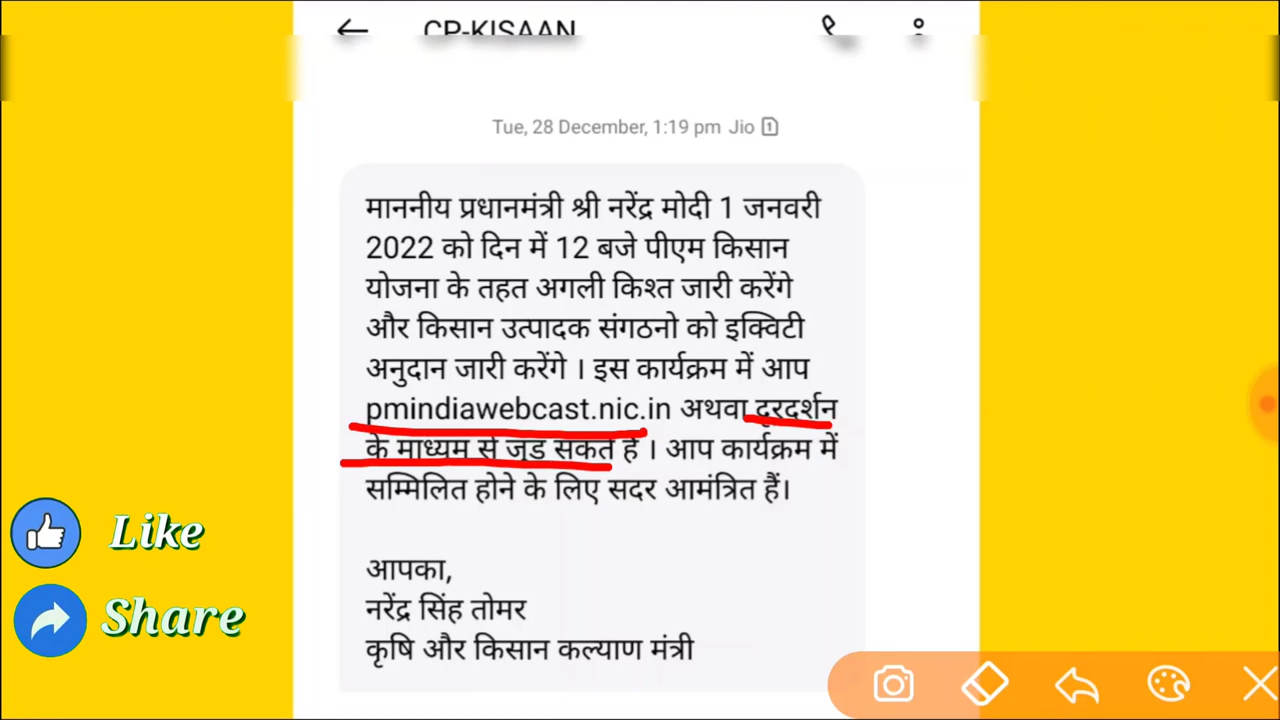 CP-KISAAN
Tue, 28 December, 1:19 pm Jio 1
माननीय प्रधानमंत्री श्री नरेंद्र मोदी 1 जनवरी
2022 को दिन में 12 बजे पीएम किसान
योजना के तहत अगली किश्त जारी करेंगे
और किसान उत्पादक संगठनो को इक्विटी
अनुदान जारी करेंगे । इस कार्यक्रम में आप
pmindiawebcast.nic.in अथवा दूरदर्शन
के माध्यम से जुड सकते है । आप कार्यक्रम में
सम्मिलित होने के लिए सदर आमंत्रित हैं।
आपका,
नरेंद्र सिंह तोमर
कृषि और किसान कल्याण मंत्री
Like
Share